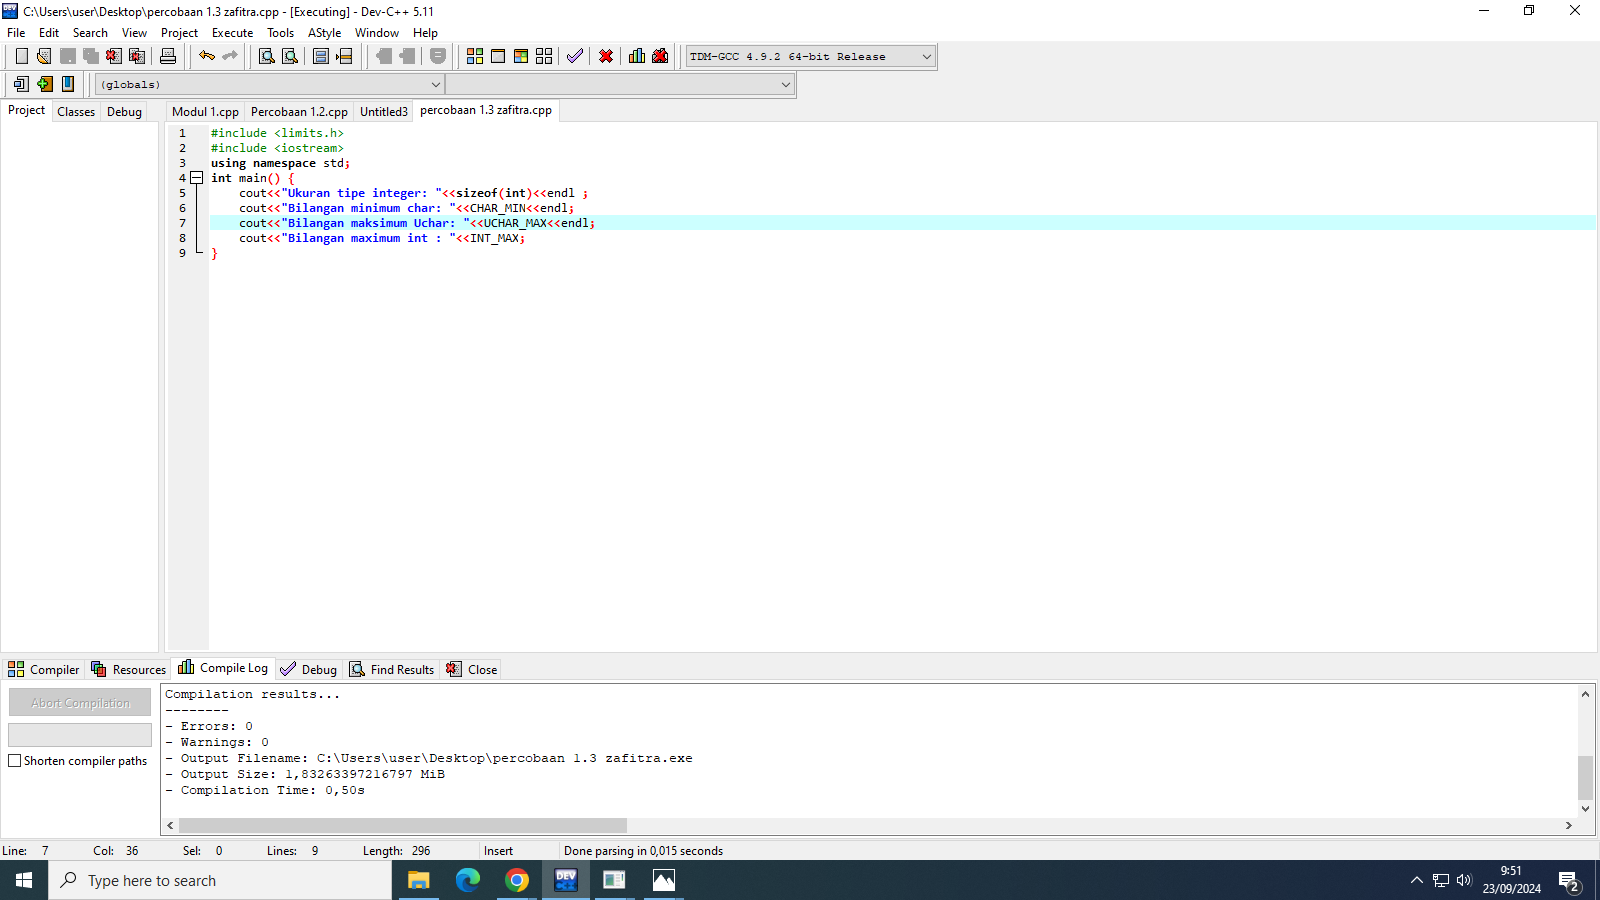 C:\Users\user\Desktop\percobaan 1.3 zafitra.cpp - [Executing] - Dev-C++ 5.11
File Edit Search View Project Execute Tools AStyle Window Help
TDM-GCC 4.9.2 64-bit Release
(globals)
Project Classes Debug Modul 1.cpp Percobaan 1.2.cpp Untitled3 percobaan 1.3 zafitra.cpp
1 #include <limits.h>
2 #include <iostream>
3 using namespace std;
4 int main() {
5 cout<<"Ukuran tipe integer: "<<sizeof(int)<<endl ;
6 cout<<"Bilangan minimum char: "<<CHAR_MIN<<endl;
7 cout<<"Bilangan maksimum Uchar: "<<UCHAR_MAX<<endl;
8 cout<<"Bilangan maximum int : "<<INT_MAX;
9 }
Compiler Resources Compile Log Debug Find Results Close
Abort Compilation
Shorten compiler paths
Compilation results...
--------
- Errors: 0
- Warnings: 0
- Output Filename: C:\Users\user\Desktop\percobaan 1.3 zafitra.exe
- Output Size: 1,83263397216797 MiB
- Compilation Time: 0,50s
Line: 7 Col: 36 Sel: 0 Lines: 9 Length: 296 Insert Done parsing in 0,015 seconds
Type here to search
DEV
9:51
23/09/2024
2